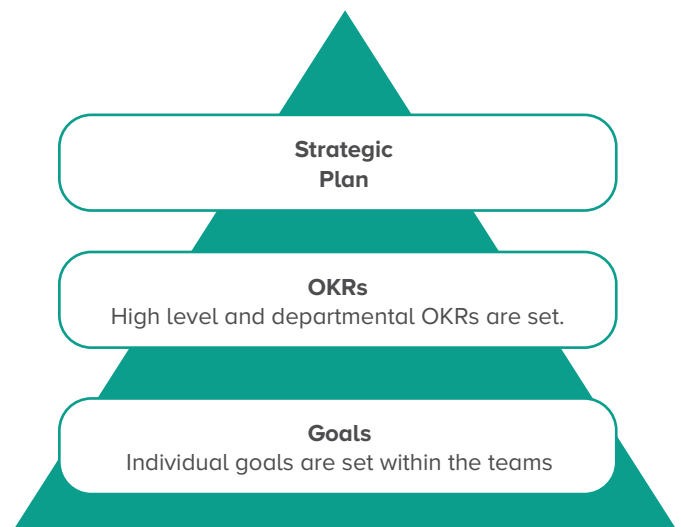 Strategic
Plan
OKRs
High level and departmental OKRs are set.
Goals
Individual goals are set within the teams